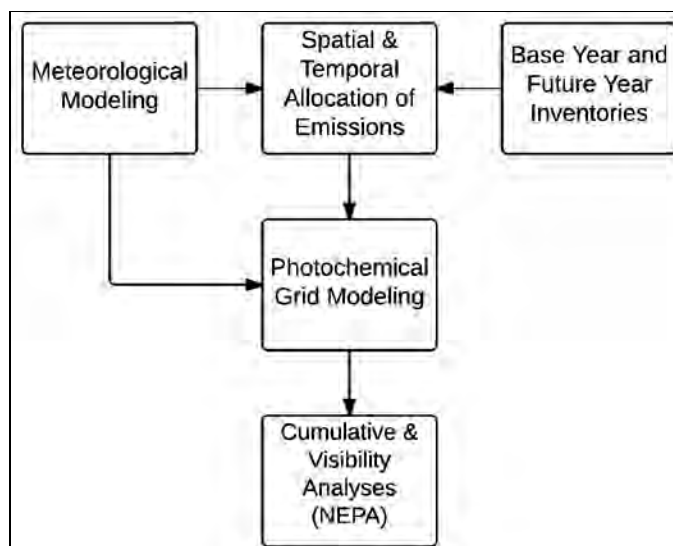 Meteorological
Modeling
Spatial &
Temporal
Allocation of
Emissions
Base Year and
Future Year
Inventories
Photochemical
Grid Modeling
Cumulative &
Visibility
Analyses
(NEPA)